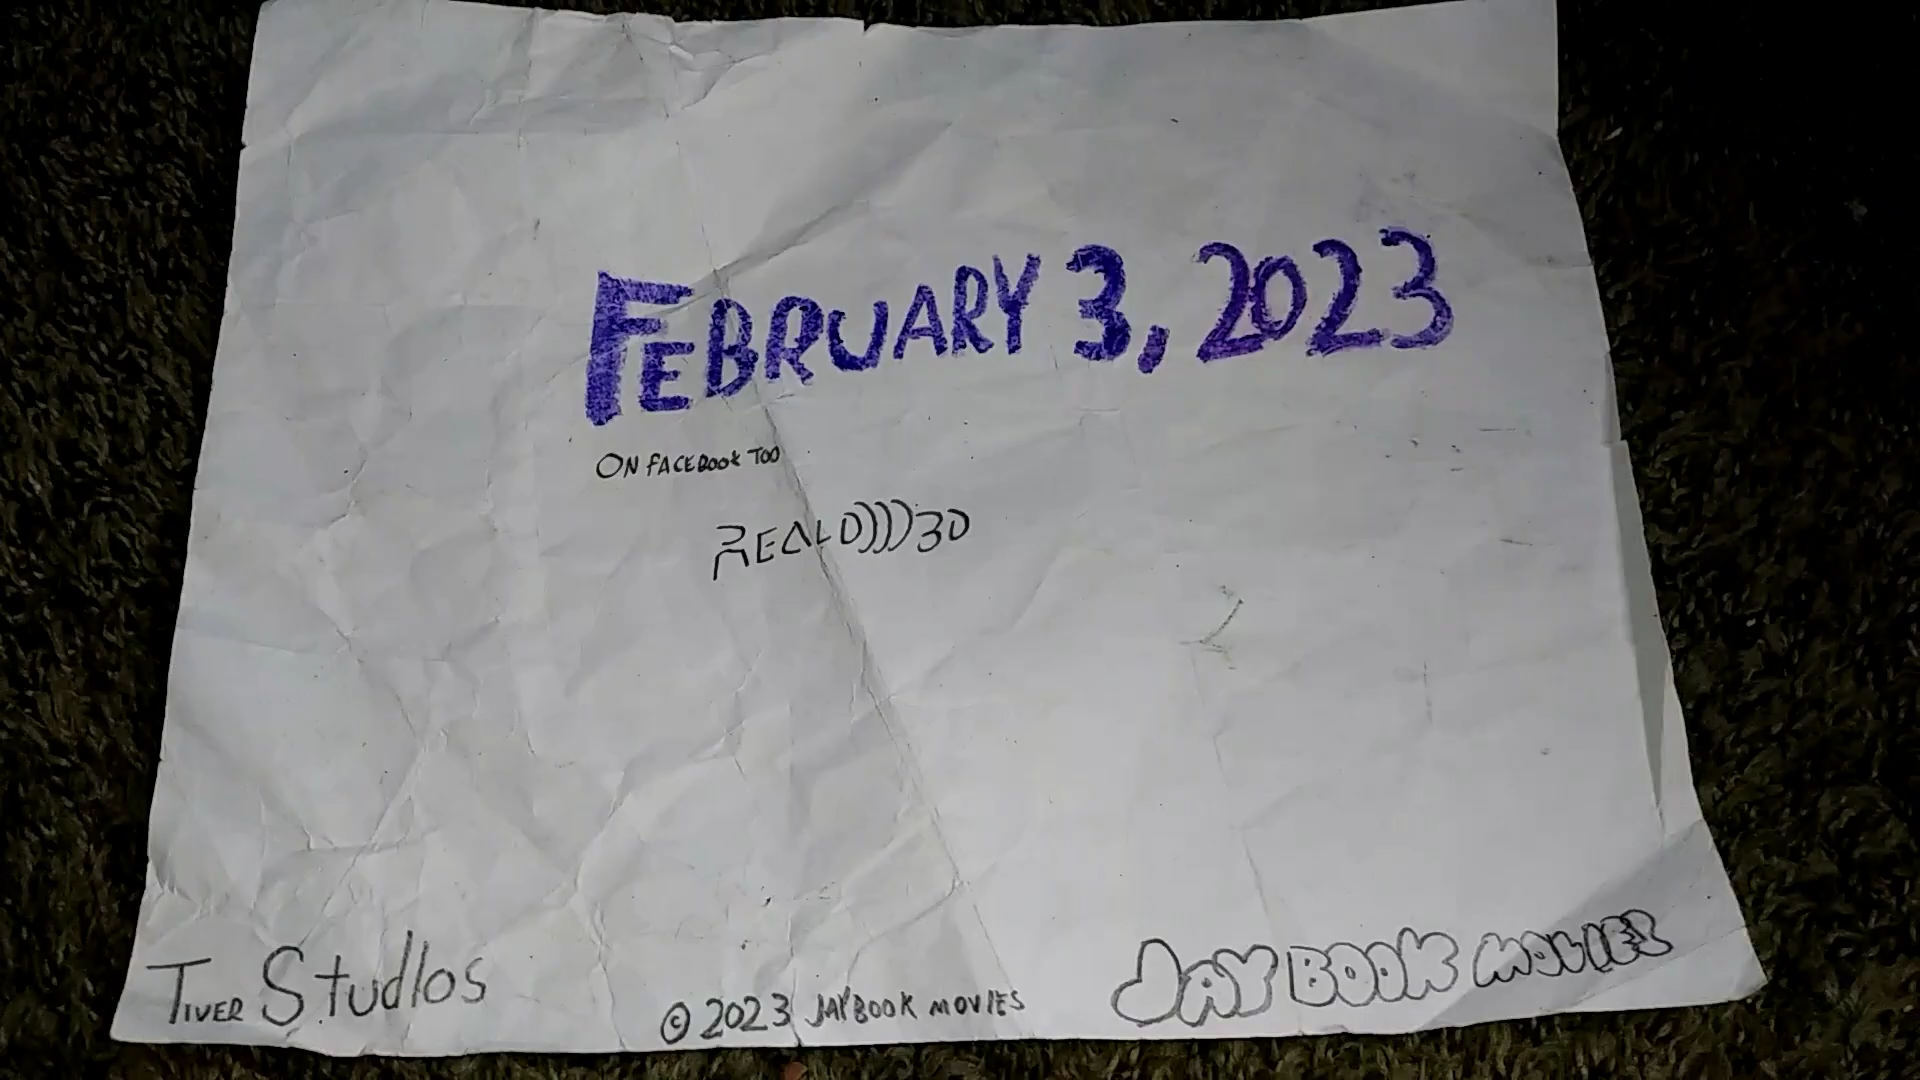 FEBRUARY 3, 2023
ON FACEBOOK TOO
REALD)))3D
TIVER Studios
© 2023 JAYBOOK MOVIES
JAYBOOK MOVIES